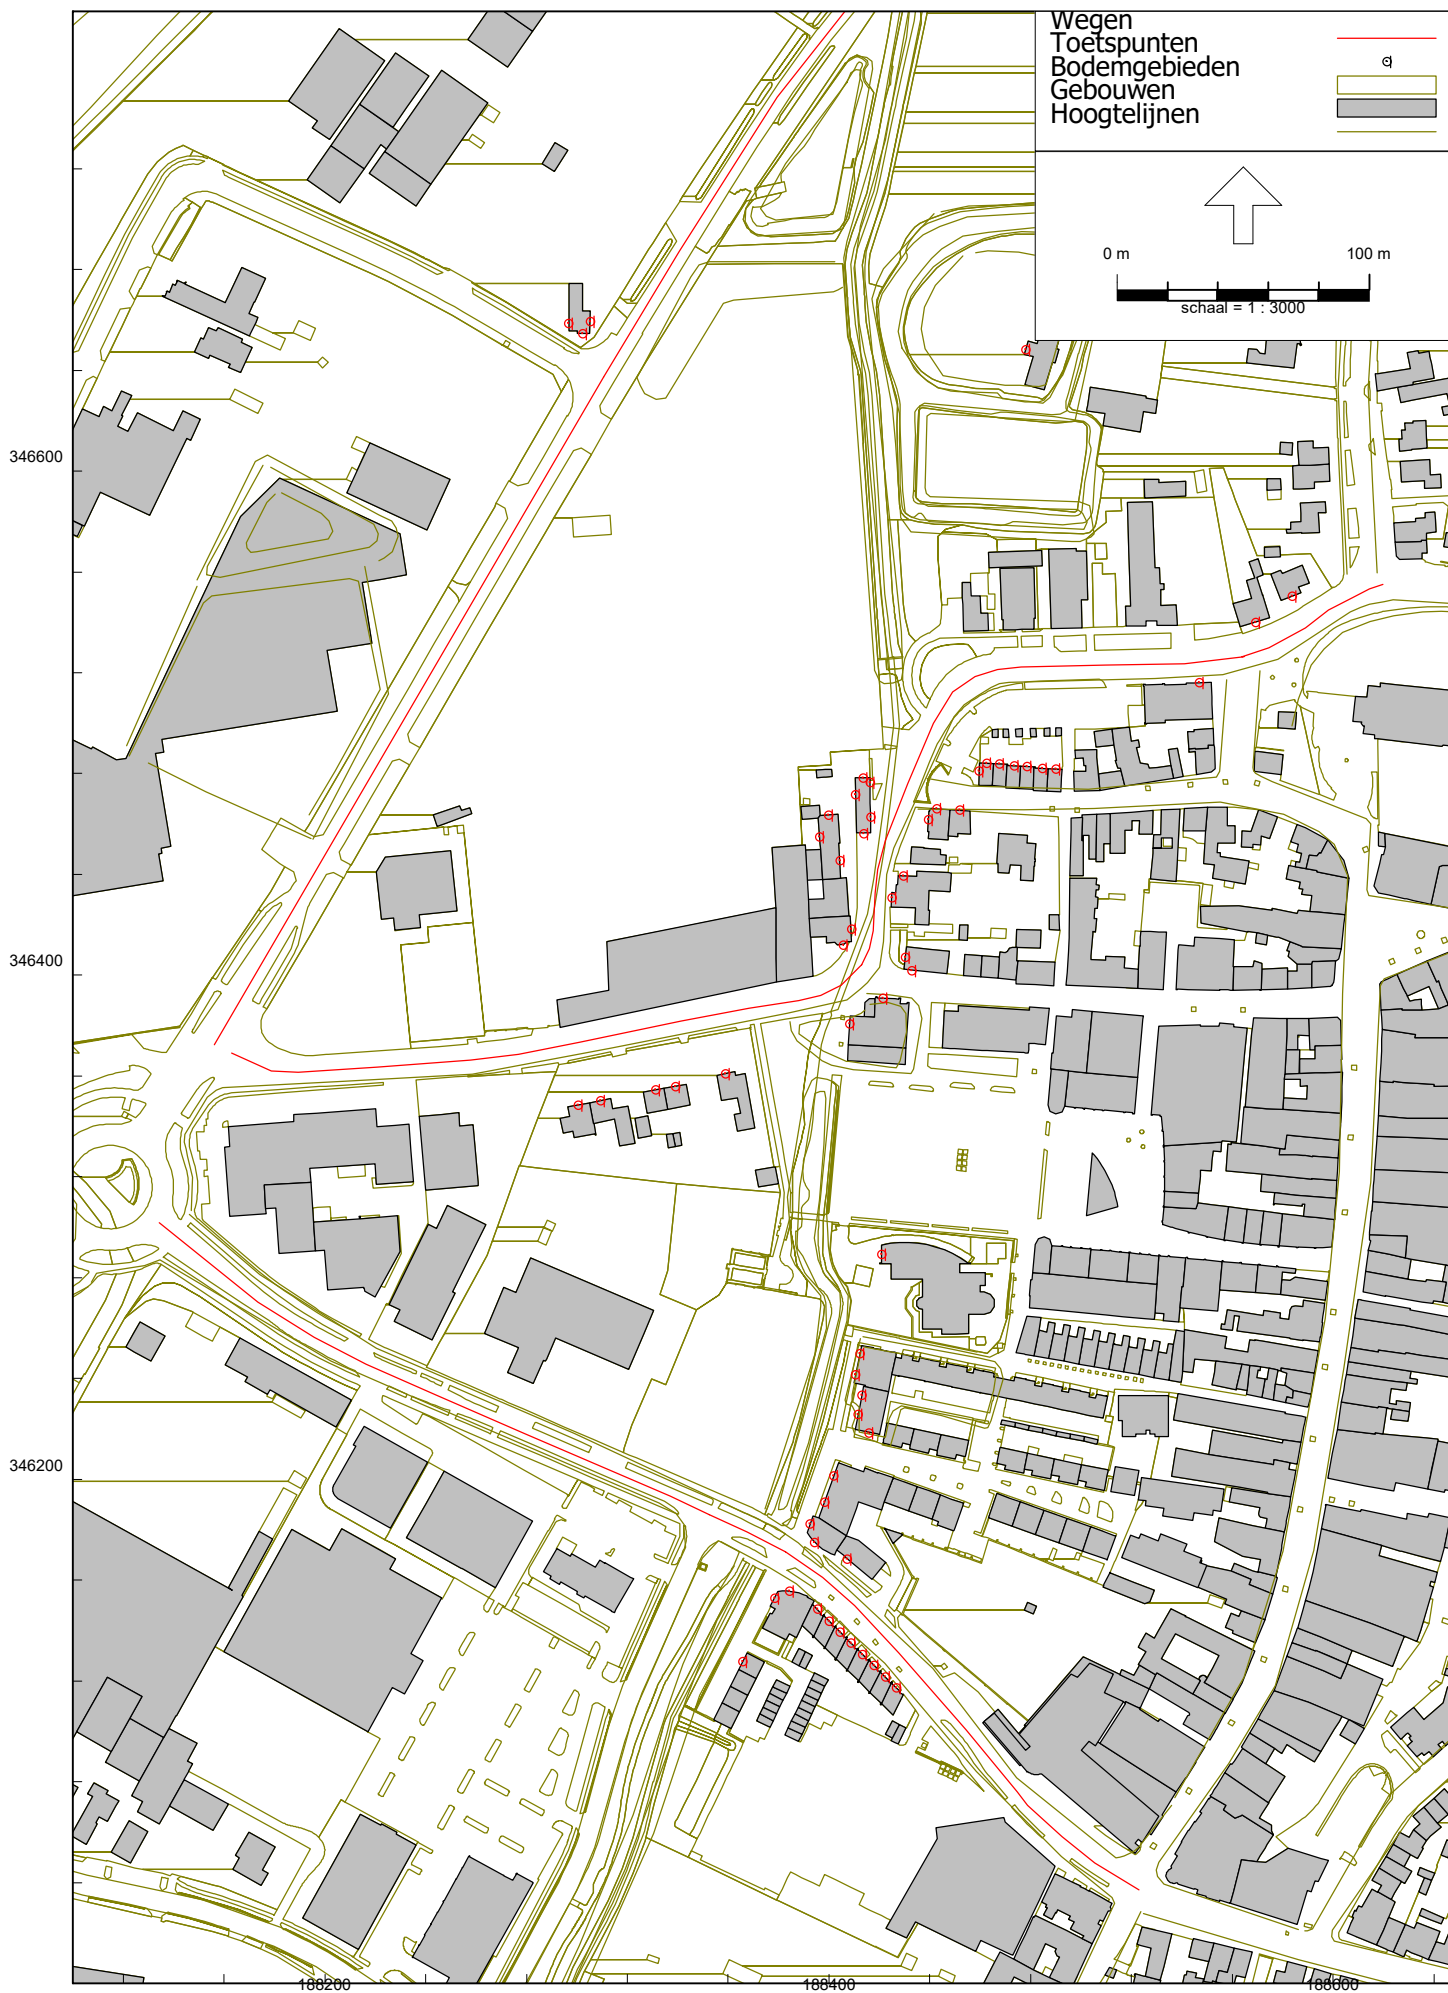 Wegen
Toetspunten
Bodemgebieden
Gebouwen
Hoogtelijnen
0 m
100 m
schaal = 1 : 3000
346600
346400
346200
188200
188400
188600